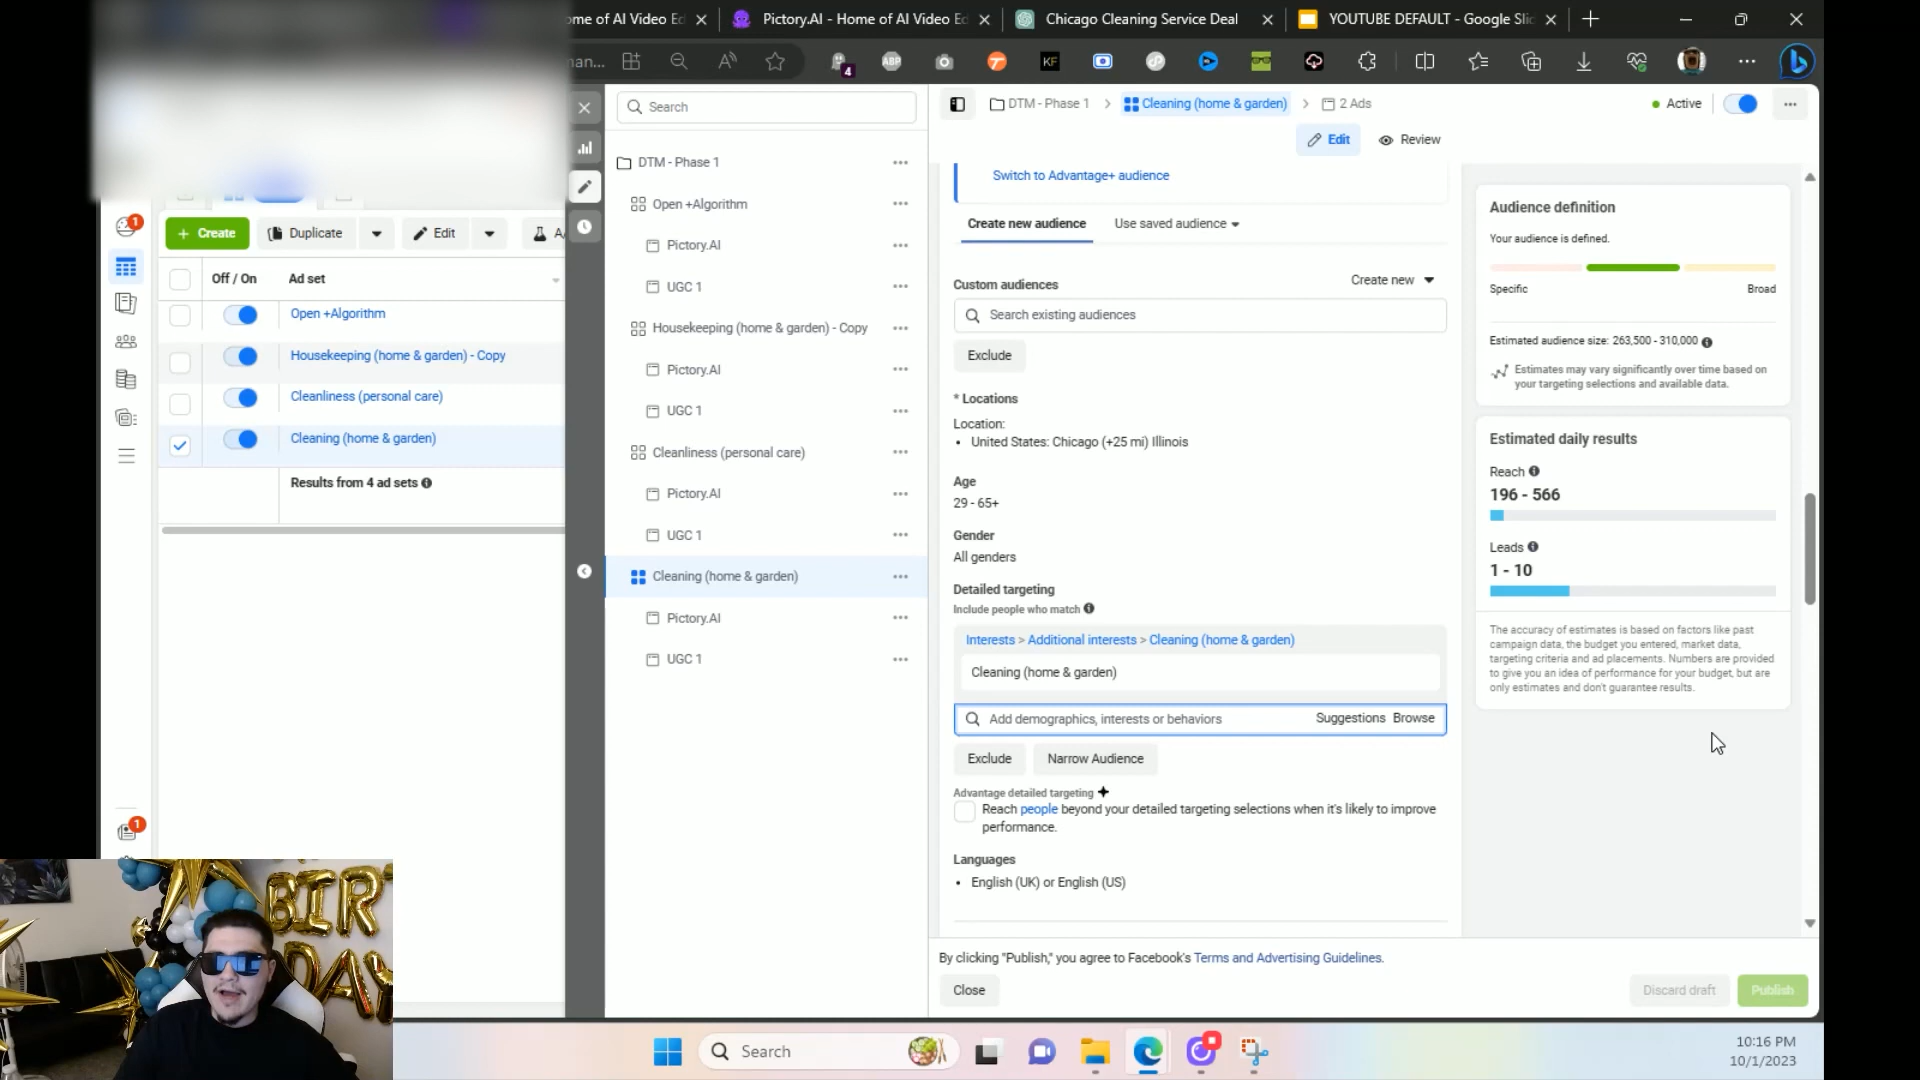 ome of AI Video Ed
Pictory.AI - Home of AI Video Ed
Chicago Cleaning Service Deal
YOUTUBE DEFAULT - Google Slid
nan...
ABP
4
KF
Search
DTM - Phase 1
Cleaning (home & garden)
2 Ads
Active
Edit
Review
Create
Duplicate
Edit
A
Off / On
Ad set
Open +Algorithm
Housekeeping (home & garden) - Copy
Cleanliness (personal care)
Cleaning (home & garden)
Results from 4 ad sets
1
1
DTM - Phase 1
Open +Algorithm
Pictory.AI
UGC 1
Housekeeping (home & garden) - Copy
Pictory.AI
UGC 1
Cleanliness (personal care)
Pictory.AI
UGC 1
Cleaning (home & garden)
Pictory.AI
UGC 1
Switch to Advantage+ audience
Create new audience
Use saved audience
Custom audiences
Create new
Search existing audiences
Exclude
* Locations
Location:
• United States: Chicago (+25 mi) Illinois
Age
29 - 65+
Gender
All genders
Detailed targeting
Include people who match
Interests > Additional interests > Cleaning (home & garden)
Cleaning (home & garden)
Add demographics, interests or behaviors
Suggestions
Browse
Exclude
Narrow Audience
Advantage detailed targeting
Reach people beyond your detailed targeting selections when it's likely to improve
performance.
Languages
• English (UK) or English (US)
By clicking "Publish," you agree to Facebook's Terms and Advertising Guidelines.
Close
Discard draft
Publish
Audience definition
Your audience is defined.
Specific
Broad
Estimated audience size: 263,500 - 310,000
Estimates may vary significantly over time based on
your targeting selections and available data.
Estimated daily results
Reach
196 - 566
Leads
1 - 10
The accuracy of estimates is based on factors like past
campaign data, the budget you entered, market data,
targeting criteria and ad placements. Numbers are provided
to give you an idea of performance for your budget, but are
only estimates and don't guarantee results.
BIR
DAY
Search
10:16 PM
10/1/2023